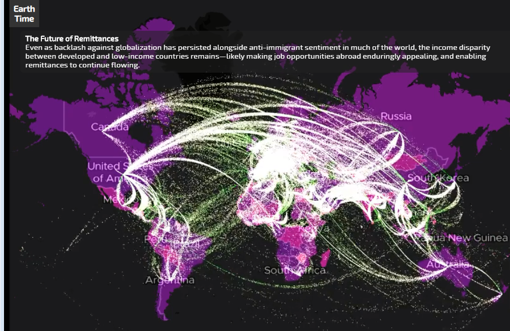 Earth
Time
The Future of Remittances
Even as backlash against globalization has persisted alongside anti-immigrant sentiment in much of the world, the income disparity
between developed and low-income countries remains—likely making job opportunities abroad enduringly appealing, and enabling
remittances to continue flowing.
Canada
Russia
United States
of America
South Korea
Papua New Guinea
South Africa
Australia
Argentina